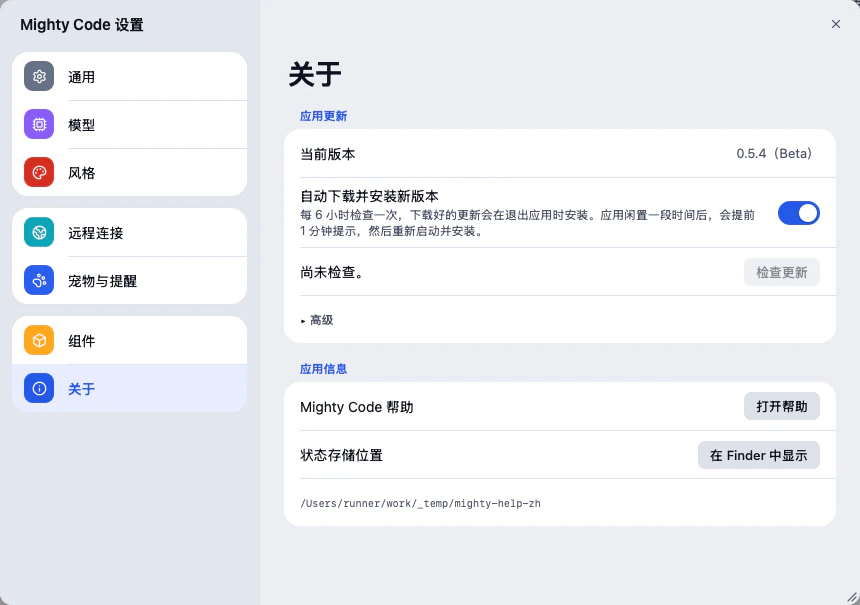 Mighty Code 设置
通用
模型
风格
远程连接
宠物与提醒
组件
关于
关于
应用更新
当前版本
0.5.4（Beta）
自动下载并安装新版本
每 6 小时检查一次，下载好的更新会在退出应用时安装。应用闲置一段时间后，会提前
1 分钟提示，然后重新启动并安装。
尚未检查。
检查更新
高级
应用信息
Mighty Code 帮助
打开帮助
状态存储位置
在 Finder 中显示
/Users/runner/work/_temp/mighty-help-zh